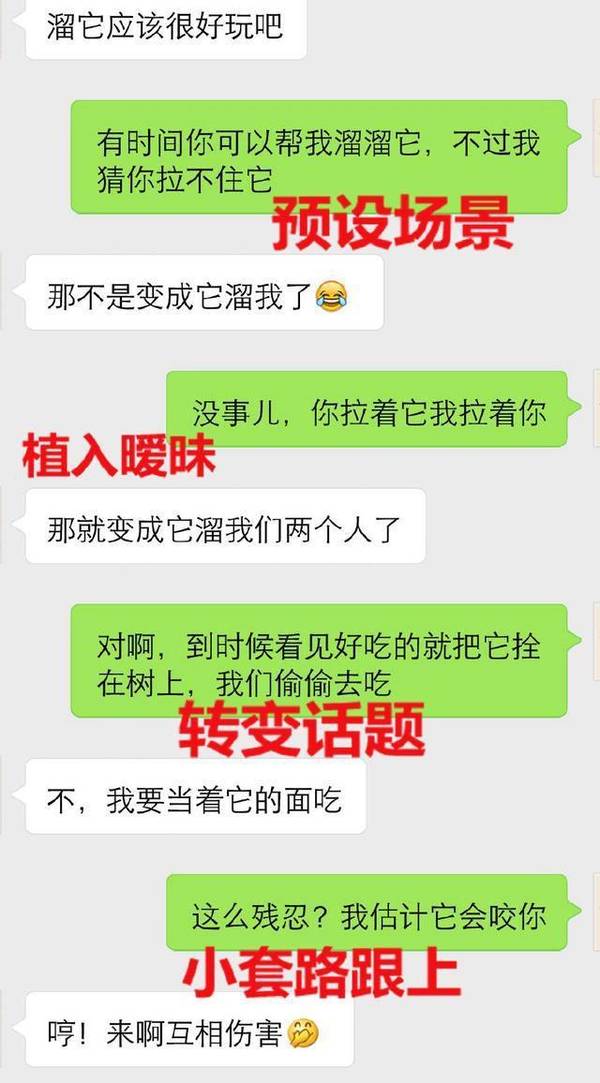 溜它应该很好玩吧
有时间你可以帮我溜溜它，不过我
猜你拉不住它
预设场景
那不是变成它溜我了😂
没事儿，你拉着它我拉着你
植入暧昧
那就变成它溜我们两个人了
对啊，到时候看见好吃的就把它拴
在树上，我们偷偷去吃
转变话题
不，我要当着它的面吃
这么残忍？我估计它会咬你
小套路跟上
哼！来啊互相伤害🤭